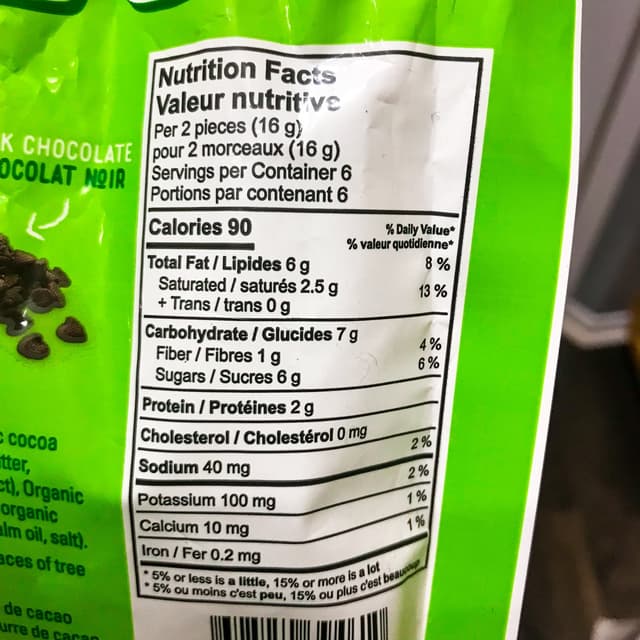 K CHOCOLATE
OCOLAT NOIR
Nutrition Facts
Valeur nutritive
Per 2 pieces (16 g)
pour 2 morceaux (16 g)
Servings per Container 6
Portions par contenant 6
Calories 90
% Daily Value*
% valeur quotidienne*
Total Fat / Lipides 6 g 8 %
Saturated / saturés 2.5 g 13 %
+ Trans / trans 0 g
Carbohydrate / Glucides 7 g
Fiber / Fibres 1 g 4 %
Sugars / Sucres 6 g 6 %
Protein / Protéines 2 g
Cholesterol / Cholestérol 0 mg
Sodium 40 mg 2 %
Potassium 100 mg 2 %
Calcium 10 mg 1 %
Iron / Fer 0.2 mg 1 %
* 5% or less is a little, 15% or more is a lot
* 5% ou moins c'est peu, 15% ou plus c'est beaucoup
cocoa
tter,
ct), Organic
organic
alm oil, salt).
aces of tree
de cacao
urre de cacao